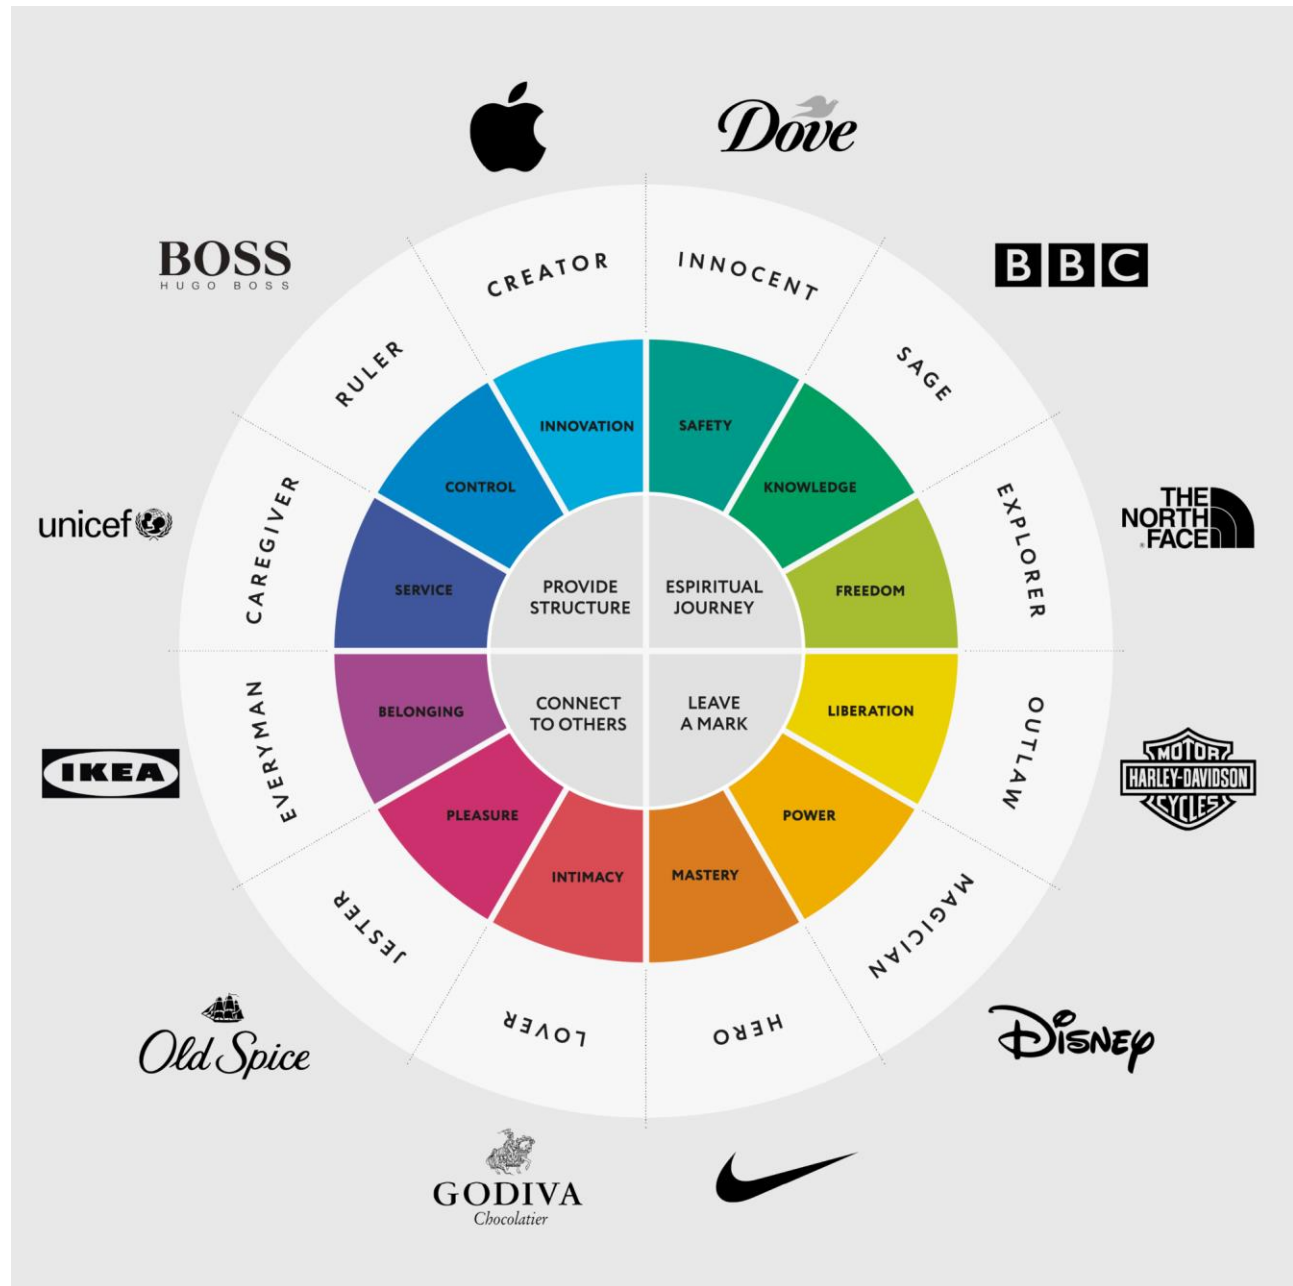 Dove
BBC
THE
NORTH
FACE
MOTOR
HARLEY-DAVIDSON
CYCLES
DISNEY
GODIVA
Chocolatier
Old Spice
IKEA
unicef
BOSS
HUGO BOSS
CREATOR
INNOCENT
SAGE
EXPLORER
OUTLAW
MAGICIAN
HERO
LOVER
JESTER
EVERYMAN
CAREGIVER
RULER
INNOVATION
SAFETY
KNOWLEDGE
FREEDOM
LIBERATION
POWER
MASTERY
INTIMACY
PLEASURE
BELONGING
SERVICE
CONTROL
PROVIDE
STRUCTURE
ESPIRITUAL
JOURNEY
CONNECT
TO OTHERS
LEAVE
A MARK